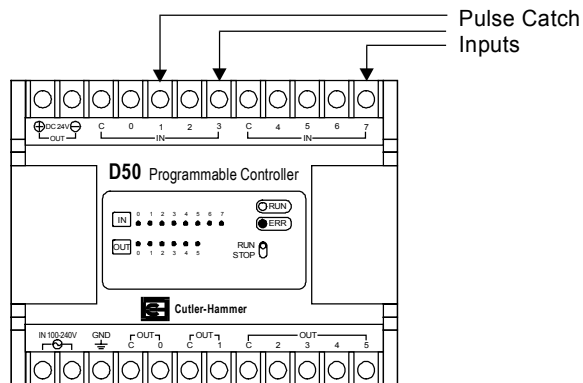 Pulse Catch
Inputs
DC 24V C 0 1 2 3 C 4 5 6 7
OUT IN IN
D50 Programmable Controller
RUN
0 1 2 3 4 5 6 7
IN
ERR
OUT
RUN
STOP
0 1 2 3 4 5
Cutler-Hammer
IN 100-240V GND OUT OUT OUT
C 0 C 1 C 2 3 4 5